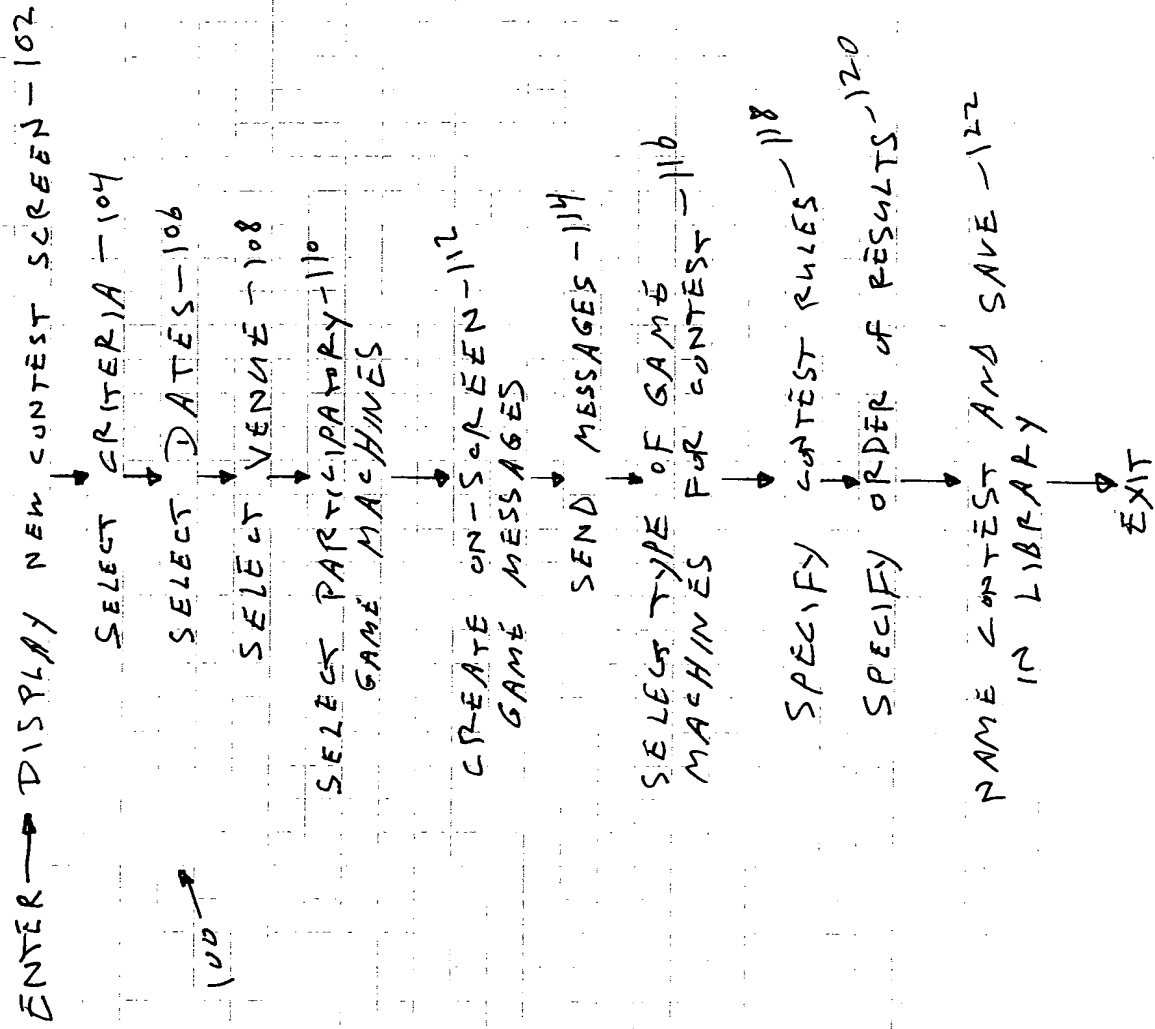 ENTER → DISPLAY NEW CONTEST SCREEN-102
SELECT CRITERIA-104
100
SELECT DATES-106
SELECT VENUE-108
SELECT PARTICIPATORY-110
GAME MACHINES
CREATE ON-SCREEN-112
GAME MESSAGES
SEND MESSAGES-114
SELECT TYPE OF GAME
MACHINES FOR CONTEST-116
SPECIFY CONTEST RULES-118
SPECIFY ORDER OF RESULTS-120
NAME CONTEST AND SAVE-122
IN LIBRARY
EXIT